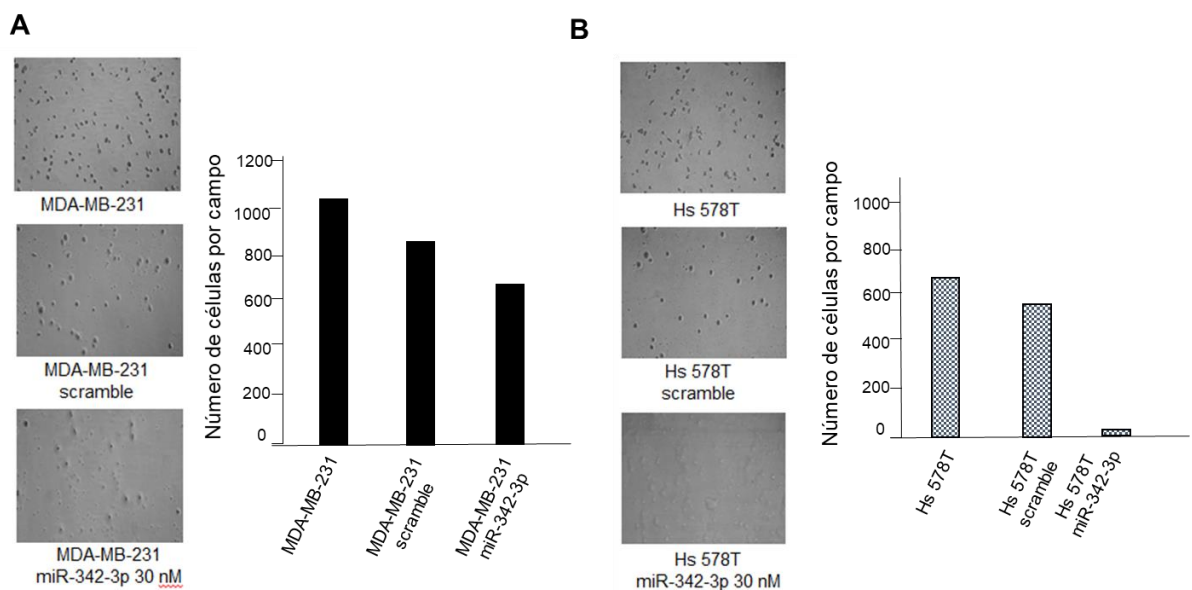 A
MDA-MB-231
MDA-MB-231
scramble
MDA-MB-231
miR-342-3p 30 nM
Número de células por campo
1200
1000
800
600
400
200
0
MDA-MB-231
MDA-MB-231
scramble
MDA-MB-231
miR-342-3p
B
Hs 578T
Hs 578T
scramble
Hs 578T
miR-342-3p 30 nM
Número de células por campo
1000
800
600
400
200
0
Hs 578T
Hs 578T
scramble
Hs 578T
miR-342-3p